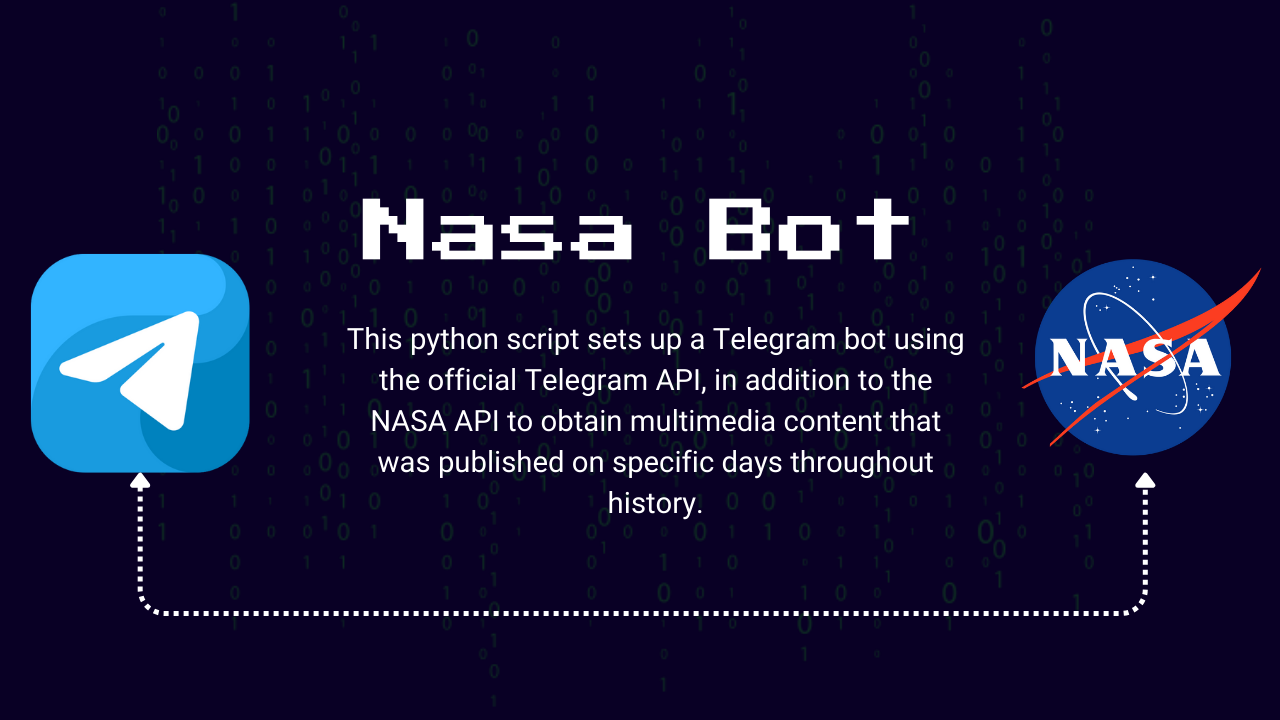 Nasa Bot
This python script sets up a Telegram bot using
the official Telegram API, in addition to the
NASA API to obtain multimedia content that
was published on specific days throughout
history.
NASA